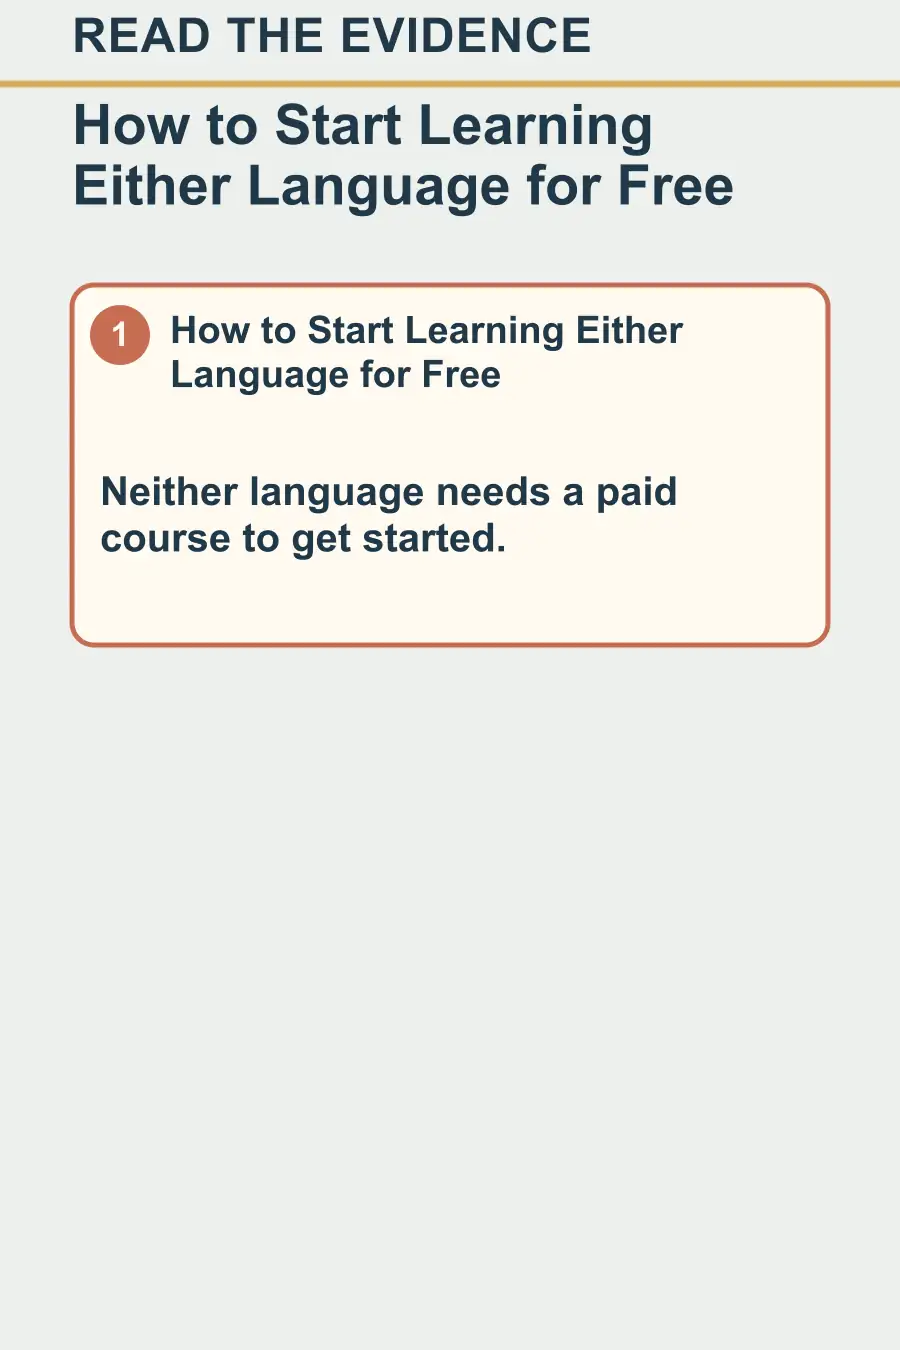 READ THE EVIDENCE
How to Start Learning
Either Language for Free
1
How to Start Learning Either
Language for Free
Neither language needs a paid
course to get started.